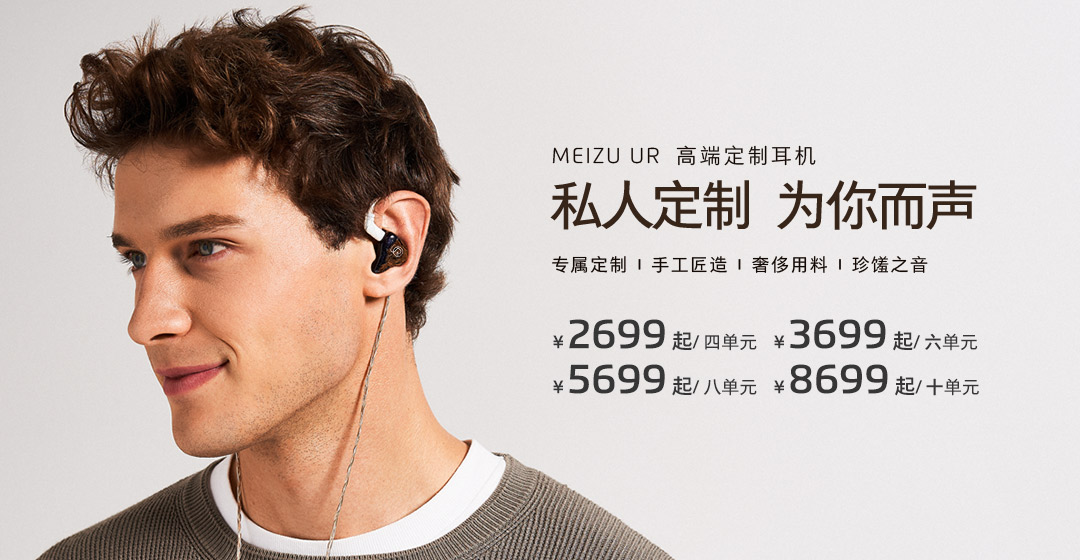 MEIZU UR 高端定制耳机
私人定制 为你而声
专属定制 | 手工匠造 | 奢侈用料 | 珍馐之音
¥2699起/四单元 ¥3699起/六单元
¥5699起/八单元 ¥8699起/十单元